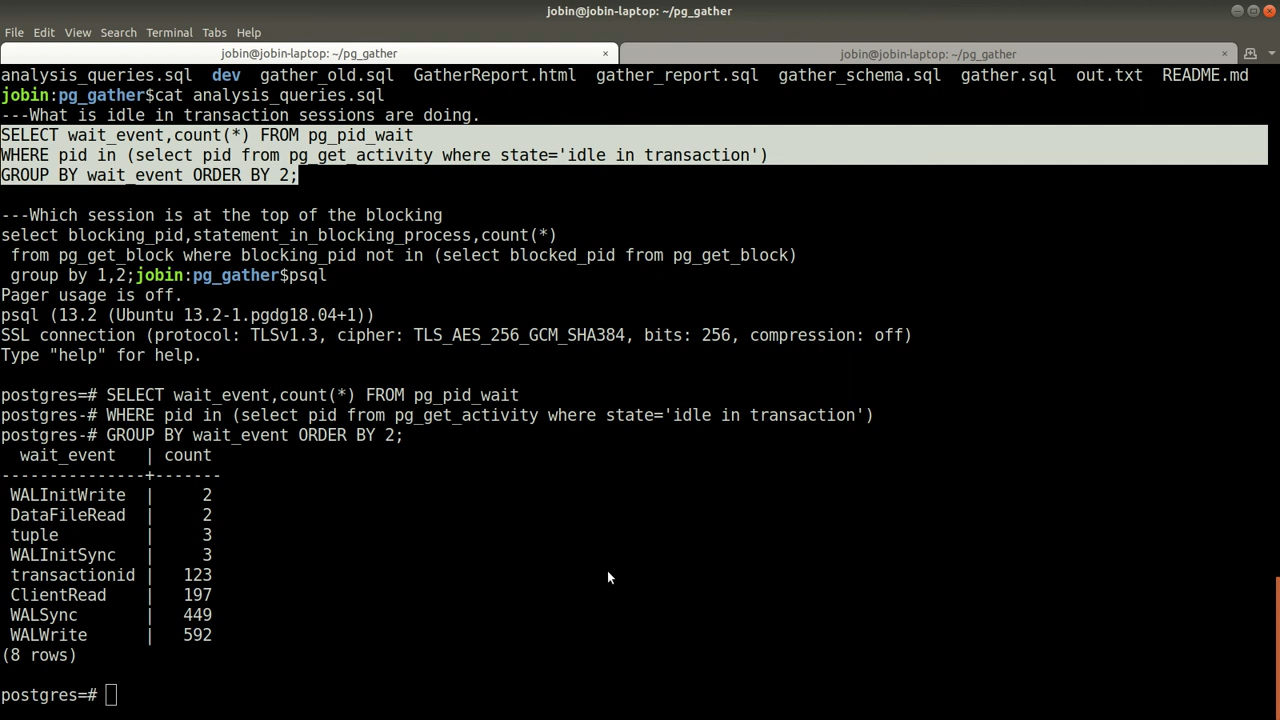 jobin@jobin-laptop: ~/pg_gather
File Edit View Search Terminal Tabs Help
jobin@jobin-laptop: ~/pg_gather × jobin@jobin-laptop: ~/pg_gather ×
analysis_queries.sql dev gather_old.sql GatherReport.html gather_report.sql gather_schema.sql gather.sql out.txt README.md
jobin:pg_gather$cat analysis_queries.sql
---What is idle in transaction sessions are doing.
SELECT wait_event,count(*) FROM pg_pid_wait
WHERE pid in (select pid from pg_get_activity where state='idle in transaction')
GROUP BY wait_event ORDER BY 2;
---Which session is at the top of the blocking
select blocking_pid,statement_in_blocking_process,count(*)
 from pg_get_block where blocking_pid not in (select blocked_pid from pg_get_block)
 group by 1,2;jobin:pg_gather$psql
Pager usage is off.
psql (13.2 (Ubuntu 13.2-1.pgdg18.04+1))
SSL connection (protocol: TLSv1.3, cipher: TLS_AES_256_GCM_SHA384, bits: 256, compression: off)
Type "help" for help.
postgres=# SELECT wait_event,count(*) FROM pg_pid_wait
postgres-# WHERE pid in (select pid from pg_get_activity where state='idle in transaction')
postgres-# GROUP BY wait_event ORDER BY 2;
  wait_event   | count
---------------+-------
 WALInitWrite  |     2
 DataFileRead  |     2
 tuple         |     3
 WALInitSync   |     3
 transactionid |   123
 ClientRead    |   197
 WALSync       |   449
 WALWrite      |   592
(8 rows)
postgres=#